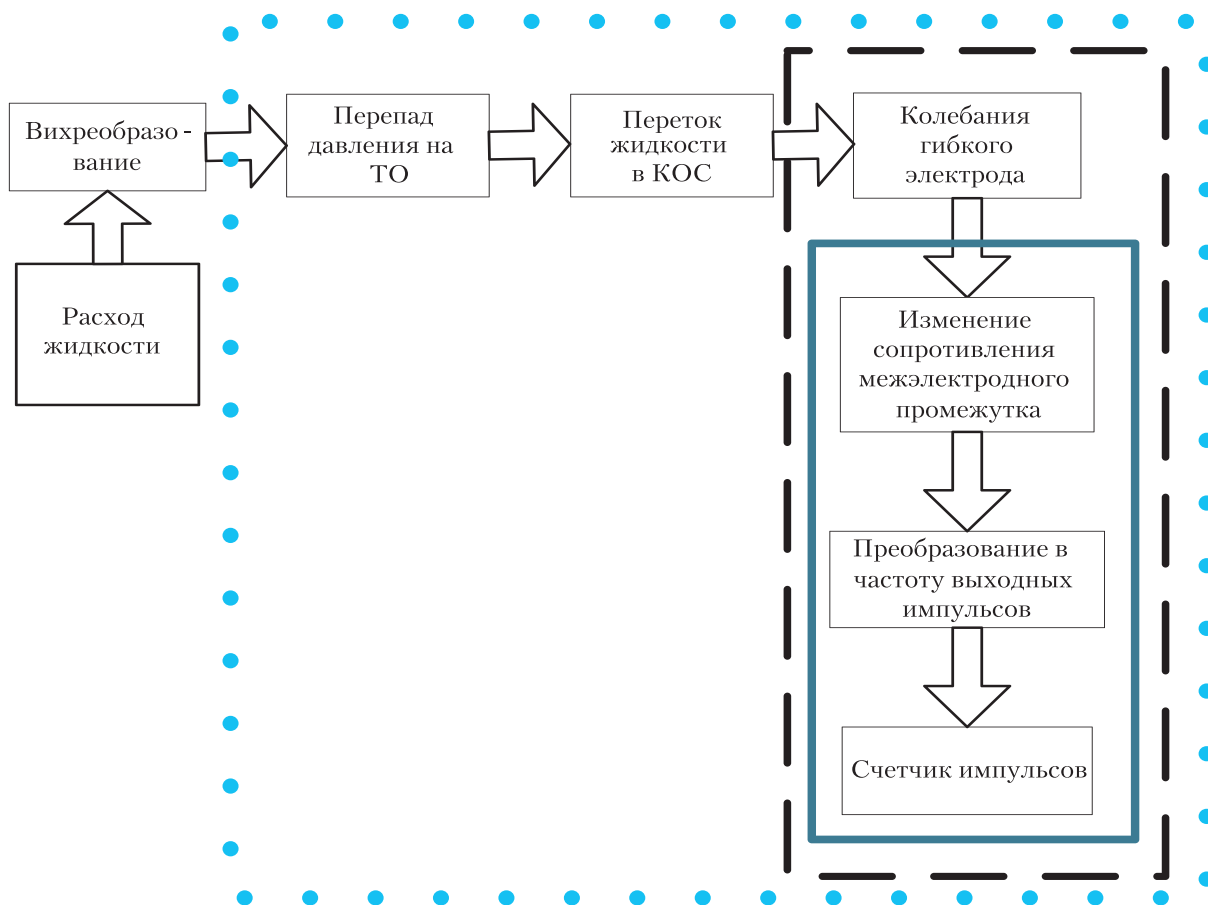 Расход
жидкости
Вихреобразо -
вание
Перепад
давления на
ТО
Переток
жидкости
в КОС
Колебания
гибкого
электрода
Изменение
сопротивления
межэлектродного
промежутка
Преобразование в
частоту выходных
импульсов
Счетчик импульсов